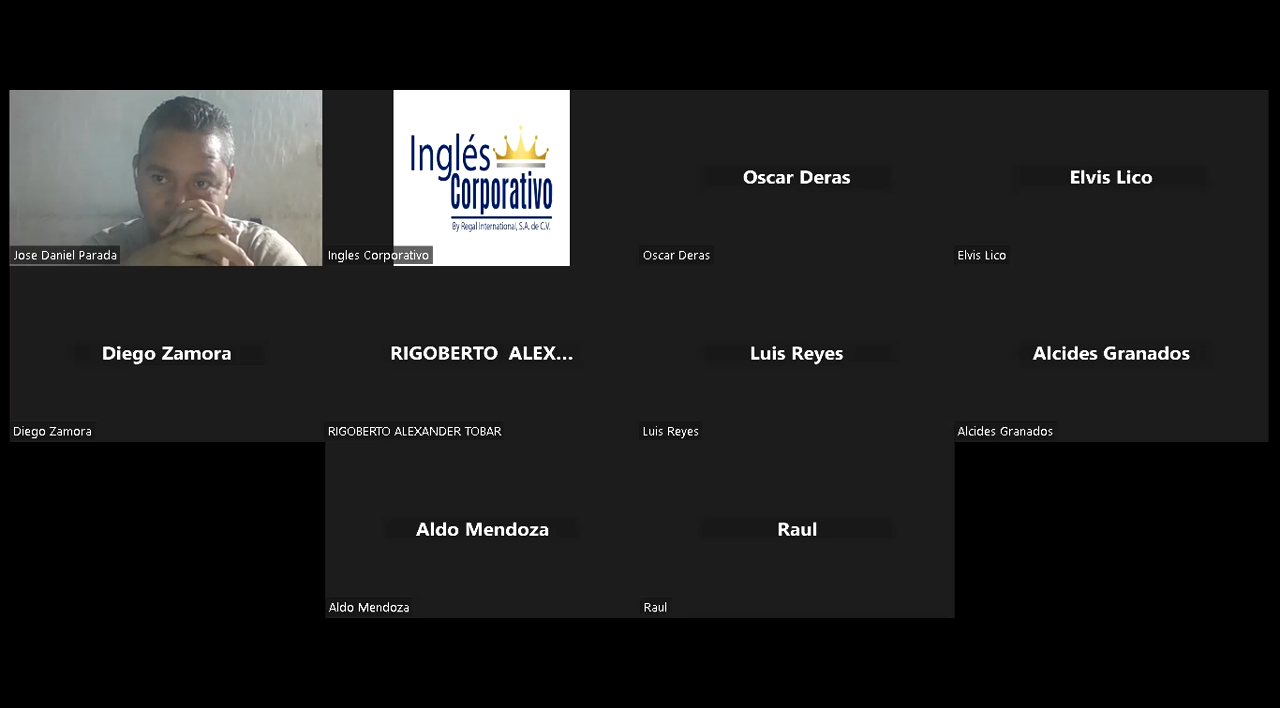 Inglés
Corporativo
By Regal International, S.A. de C.V.
Oscar Deras
Elvis Lico
Jose Daniel Parada
Ingles Corporativo
Oscar Deras
Elvis Lico
Diego Zamora
RIGOBERTO ALEX...
Luis Reyes
Alcides Granados
Diego Zamora
RIGOBERTO ALEXANDER TOBAR
Luis Reyes
Alcides Granados
Aldo Mendoza
Raul
Aldo Mendoza
Raul